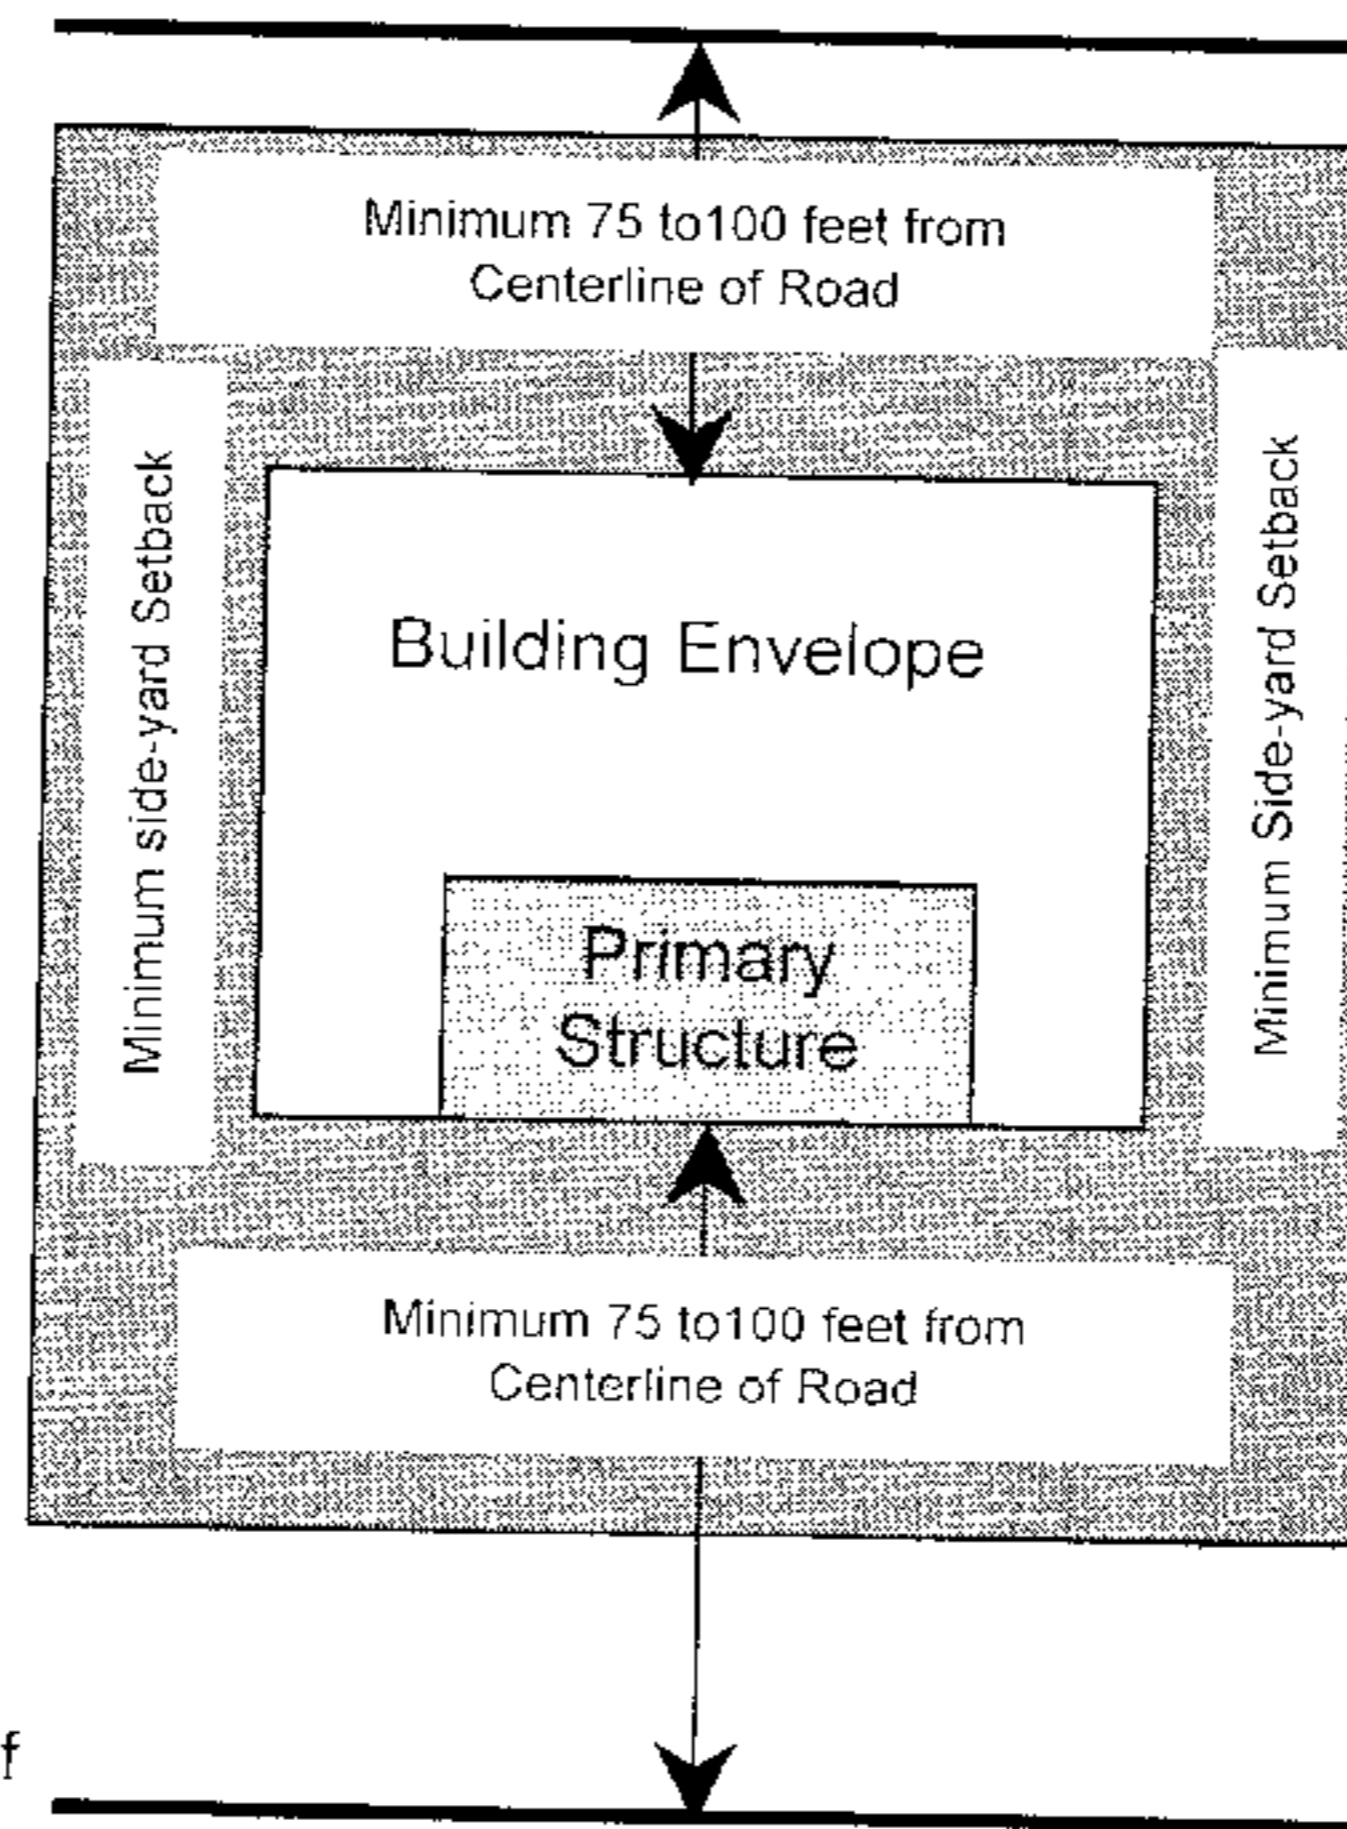 Minimum 75 to100 feet from
Centerline of Road
Minimum side-yard Setback
Building Envelope
Minimum Side-yard Setback
Primary
Structure
Minimum 75 to100 feet from
Centerline of Road
f